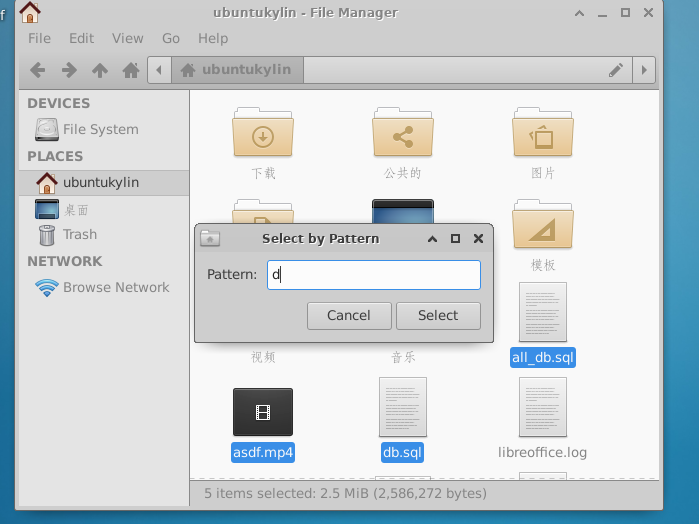 f
ubuntukylin - File Manager
File Edit View Go Help
ubuntukylin
DEVICES
File System
PLACES
ubuntukylin
桌面
Trash
NETWORK
Browse Network
下载 公共的 图片
模板
Select by Pattern
Pattern: d
Cancel Select
视频 音乐 all_db.sql
asdf.mp4 db.sql libreoffice.log
5 items selected: 2.5 MiB (2,586,272 bytes)